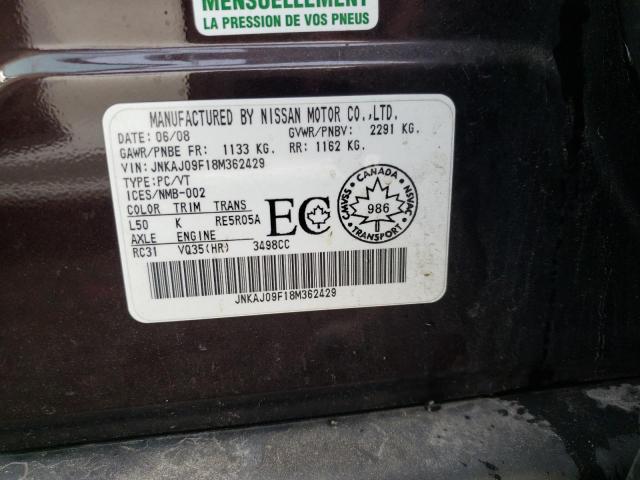 MENSUELLEMENT
LA PRESSION DE VOS PNEUS
MANUFACTURED BY NISSAN MOTOR CO.,LTD.
DATE: 06/08 GVWR/PNBV: 2291 KG.
GAWR/PNBE FR: 1133 KG. RR: 1162 KG.
VIN: JNKAJ09F18M362429
TYPE: PC/VT
ICES/NMB-002
COLOR TRIM TRANS
L50 K RE5R05A
AXLE ENGINE
RC31 VQ35(HR) 3498CC
EC
CANADA
CMVSS
986
NSVAC
TRANSPORT
JNKAJ09F18M362429